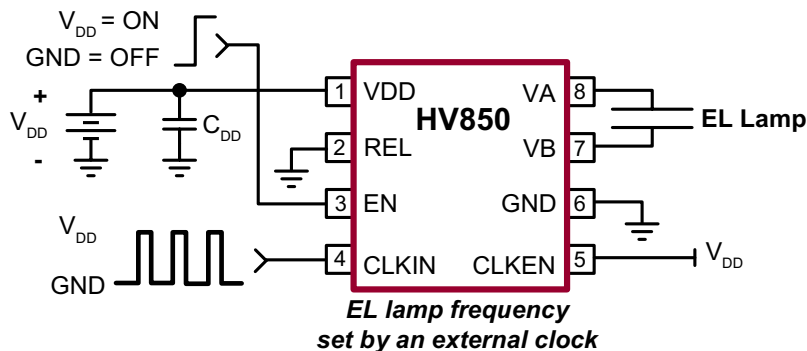 V_DD = ON
GND = OFF
+
V_DD
-
C_DD
1 VDD
2 REL
3 EN
4 CLKIN
HV850
VA 8
VB 7
GND 6
CLKEN 5
EL Lamp
V_DD
V_DD
GND
EL lamp frequency
set by an external clock